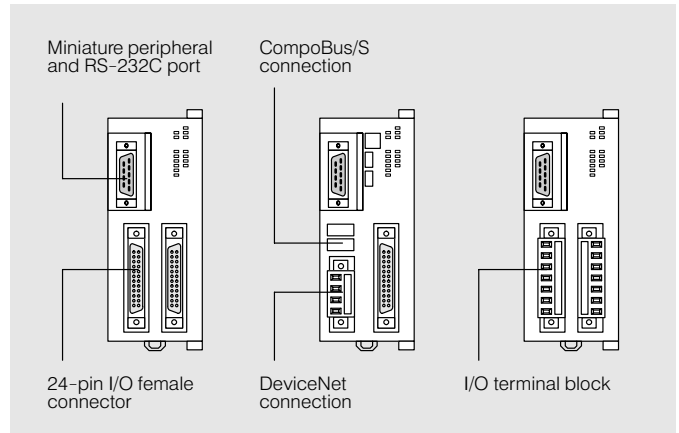 Miniature peripheral
and RS-232C port
CompoBus/S
connection
24-pin I/O female
connector
DeviceNet
connection
I/O terminal block